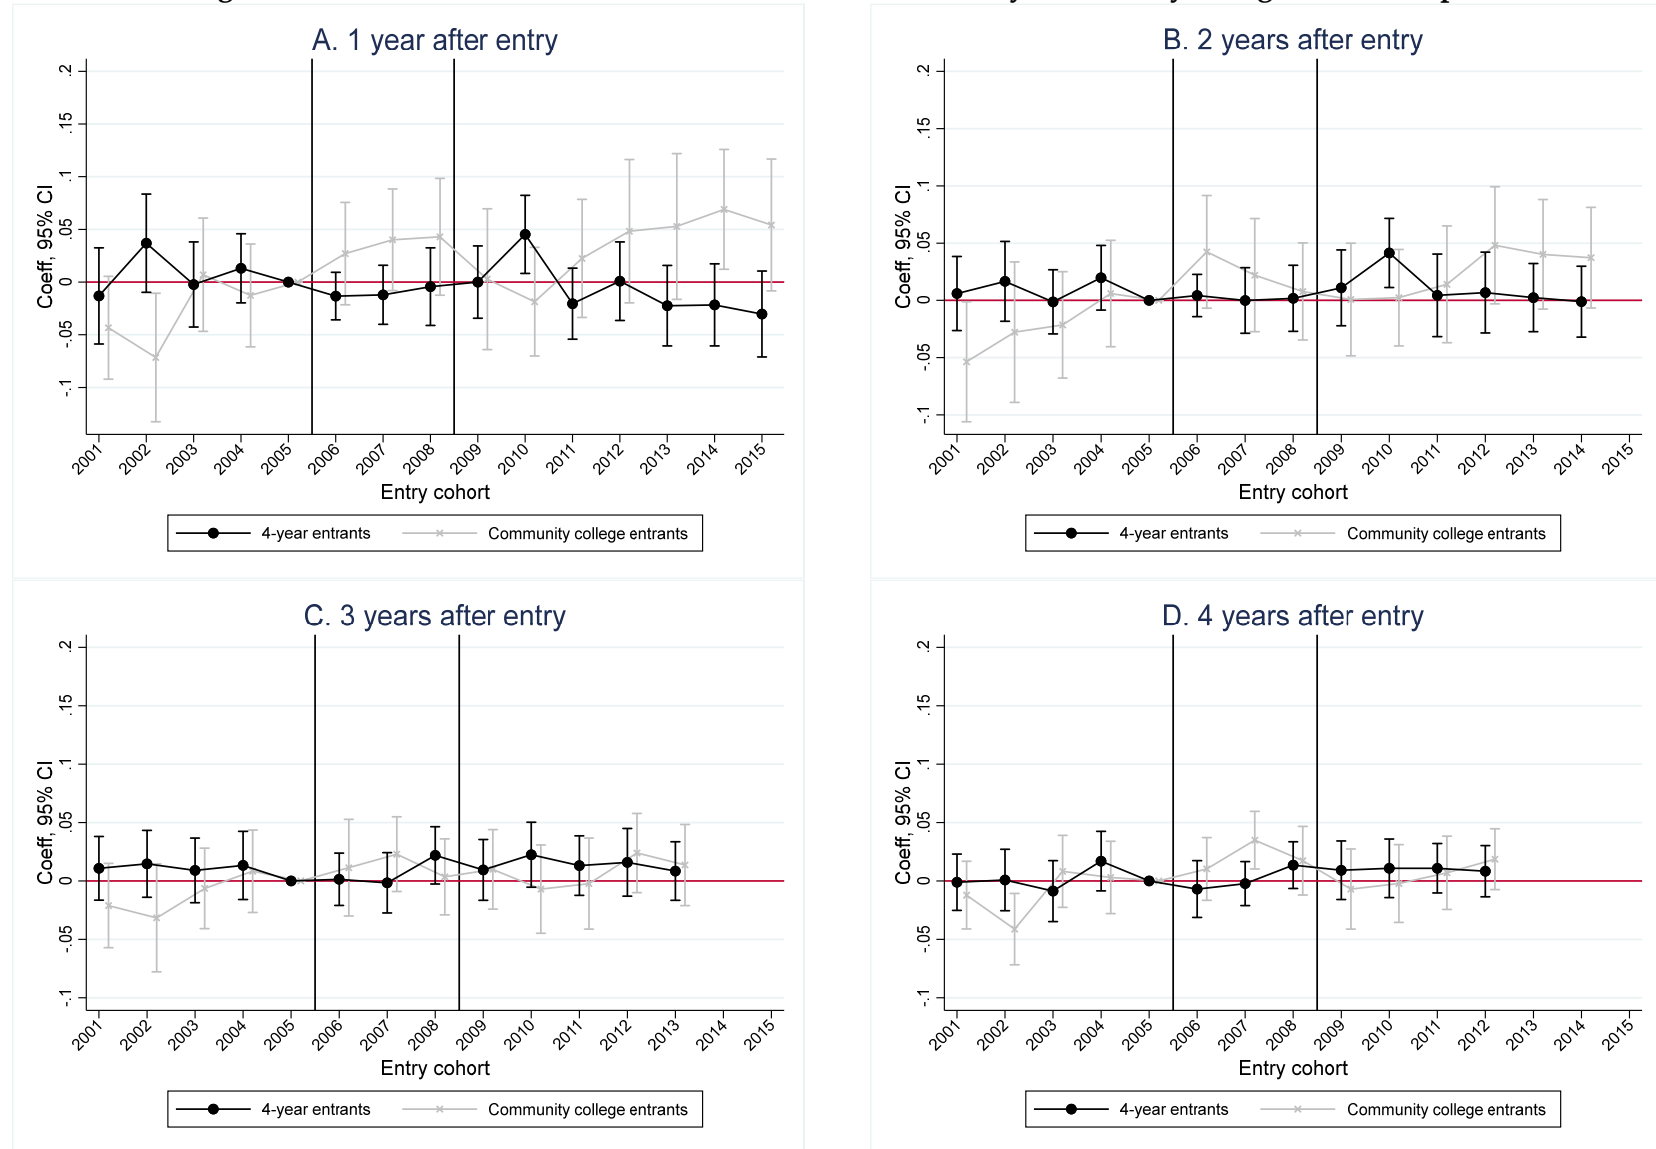 A. 1 year after entry
Coeff, 95% CI
.2
.15
.1
.05
0
-.05
-.1
2001 2002 2003 2004 2005 2006 2007 2008 2009 2010 2011 2012 2013 2014 2015
Entry cohort
4-year entrants Community college entrants
B. 2 years after entry
Coeff, 95% CI
.2
.15
.1
.05
0
-.05
-.1
2001 2002 2003 2004 2005 2006 2007 2008 2009 2010 2011 2012 2013 2014 2015
Entry cohort
4-year entrants Community college entrants
C. 3 years after entry
Coeff, 95% CI
.2
.15
.1
.05
0
-.05
-.1
2001 2002 2003 2004 2005 2006 2007 2008 2009 2010 2011 2012 2013 2014 2015
Entry cohort
4-year entrants Community college entrants
D. 4 years after entry
Coeff, 95% CI
.2
.15
.1
.05
0
-.05
-.1
2001 2002 2003 2004 2005 2006 2007 2008 2009 2010 2011 2012 2013 2014 2015
Entry cohort
4-year entrants Community college entrants